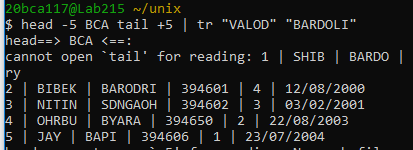 20bca117@Lab215 ~/unix
$ head -5 BCA tail +5 | tr "VALOD" "BARDOLI"
head==> BCA <==:
cannot open `tail' for reading: 1 | SHIB | BARDO |
ry
2 | BIBEK | BARODRI | 394601 | 4 | 12/08/2000
3 | NITIN | SDNGAOH | 394602 | 3 | 03/02/2001
4 | OHRBU | BYARA | 394650 | 2 | 22/08/2003
5 | JAY | BAPI | 394606 | 1 | 23/07/2004